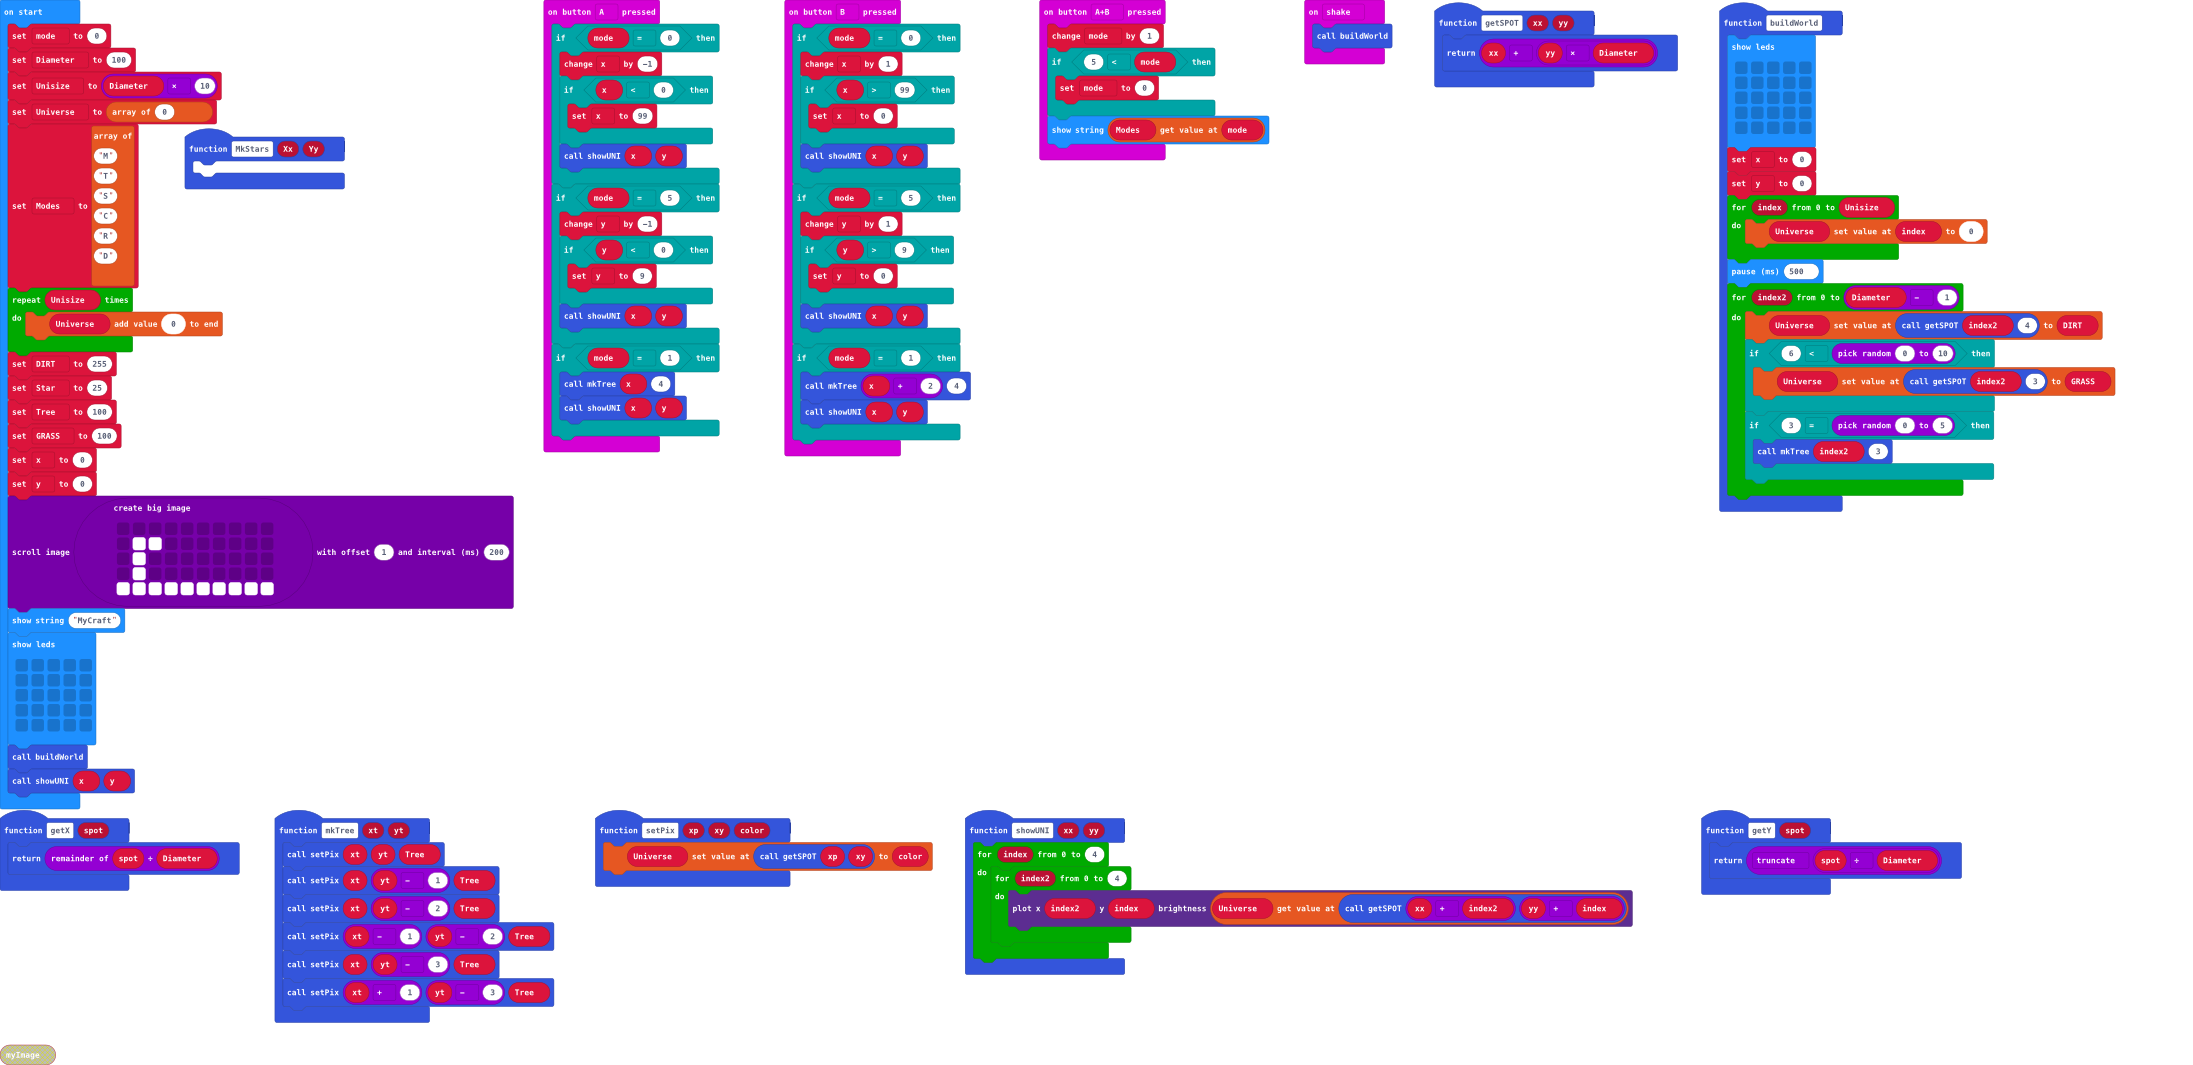 on start
set mode to 0
set Diameter to 100
set Unisize to Diameter × 10
set Universe to array of 0
set Modes to array of "M" "T" "S" "C" "R" "D"
repeat Unisize times
do Universe add value 0 to end
set DIRT to 255
set Star to 25
set Tree to 100
set GRASS to 100
set x to 0
set y to 0
scroll image create big image with offset 1 and interval (ms) 200
show string "MyCraft"
show leds
call buildWorld
call showUNI x y
function MkStars Xx Yy
on button A pressed
if mode = 0 then
change x by −1
if x < 0 then
set x to 99
call showUNI x y
if mode = 5 then
change y by −1
if y < 0 then
set y to 9
call showUNI x y
if mode = 1 then
call mkTree x 4
call showUNI x y
on button B pressed
if mode = 0 then
change x by 1
if x > 99 then
set x to 0
call showUNI x y
if mode = 5 then
change y by 1
if y > 9 then
set y to 0
call showUNI x y
if mode = 1 then
call mkTree x + 2 4
call showUNI x y
on button A+B pressed
change mode by 1
if 5 < mode then
set mode to 0
show string Modes get value at mode
on shake
call buildWorld
function getSPOT xx yy
return xx + yy × Diameter
function buildWorld
show leds
set x to 0
set y to 0
for index from 0 to Unisize
do Universe set value at index to 0
pause (ms) 500
for index2 from 0 to Diameter − 1
do Universe set value at call getSPOT index2 4 to DIRT
if 6 < pick random 0 to 10 then
Universe set value at call getSPOT index2 3 to GRASS
if 3 = pick random 0 to 5 then
call mkTree index2 3
function getX spot
return remainder of spot ÷ Diameter
function mkTree xt yt
call setPix xt yt Tree
call setPix xt yt − 1 Tree
call setPix xt yt − 2 Tree
call setPix xt − 1 yt − 2 Tree
call setPix xt yt − 3 Tree
call setPix xt + 1 yt − 3 Tree
function setPix xp xy color
Universe set value at call getSPOT xp xy to color
function showUNI xx yy
for index from 0 to 4
do for index2 from 0 to 4
do plot x index2 y index brightness Universe get value at call getSPOT xx + index2 yy + index
function getY spot
return truncate spot ÷ Diameter
myImage